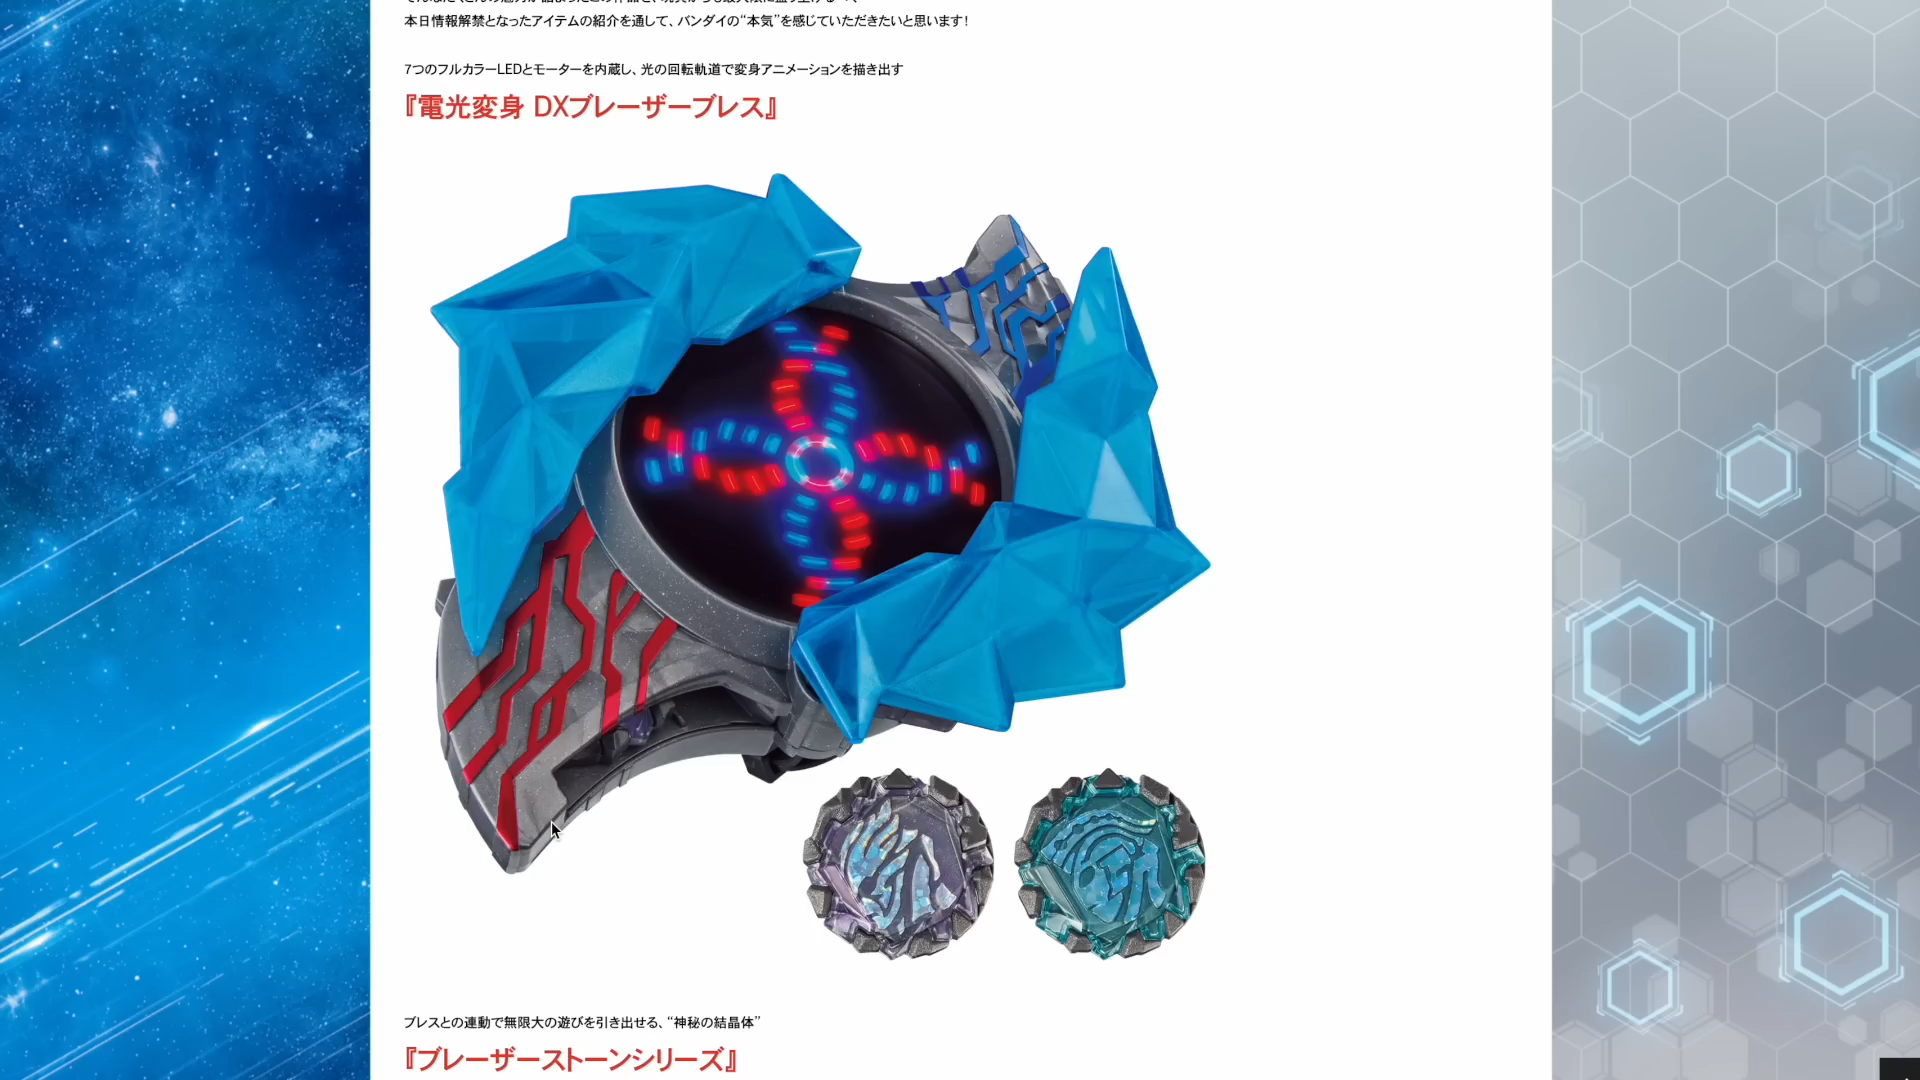 本日情報解禁となったアイテムの紹介を通して、バンダイの“本気”を感じていただきたいと思います！
7つのフルカラーLEDとモーターを内蔵し、光の回転軌道で変身アニメーションを描き出す
『電光変身 DXブレーザーブレス』
ブレスとの連動で無限大の遊びを引き出せる、“神秘の結晶体”
『ブレーザーストーンシリーズ』